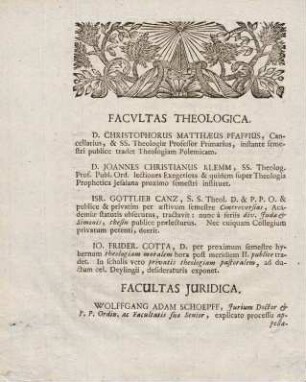 FACVLTAS THEOLOGICA.
D. CHRISTOPHORUS MATTHÆUS PFAFFIUS, Can-
cellarius, & SS. Theologiæ Professor Primarius, instante seme-
stri publice tradet Theologiam Polemicam.
D. JOANNES CHRISTIANUS KLEMM, SS. Theolog.
Prof. Publ. Ord. lectiones Exegeticas & quidem super Theologia
Prophetica Jesaiana proximo semestri instituet.
ISR. GOTTLIEB CANZ, S. S. Theol. D. & P. P. O. &
publice & privatim per æstivum semestre Controversias, Aca-
demiæ statutis obsecutus, tractavit: nunc à feriis div. Judæ &
Simonis, thesin publice prælecturus. Nec cuiquam Collegium
privatum petenti, deerit.
IO. FRIDER. COTTA, D. per proximum semestre hy-
bernum theologiam moralem hora post meridiem II. publice tra-
det. In scholis vero privatis theologiam pastoralem, ad du-
ctum cel. Deylingii, desideratis exponet.
FACULTAS JURIDICA.
WOLFFGANG ADAM SCHOEPFF, Jurium Doctor &
P. P. Ordin. ac Facultatis suæ Senior, explicato processu ap-
pella-